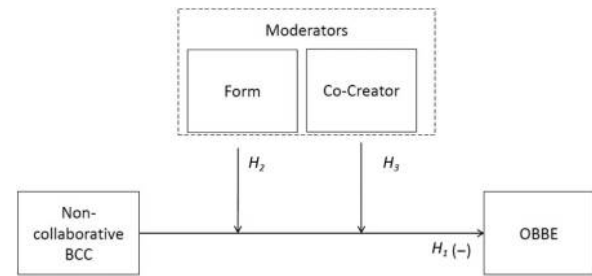 Moderators
Form
Co-Creator
H2
H3
Non-
collaborative
BCC
H1 (–)
OBBE